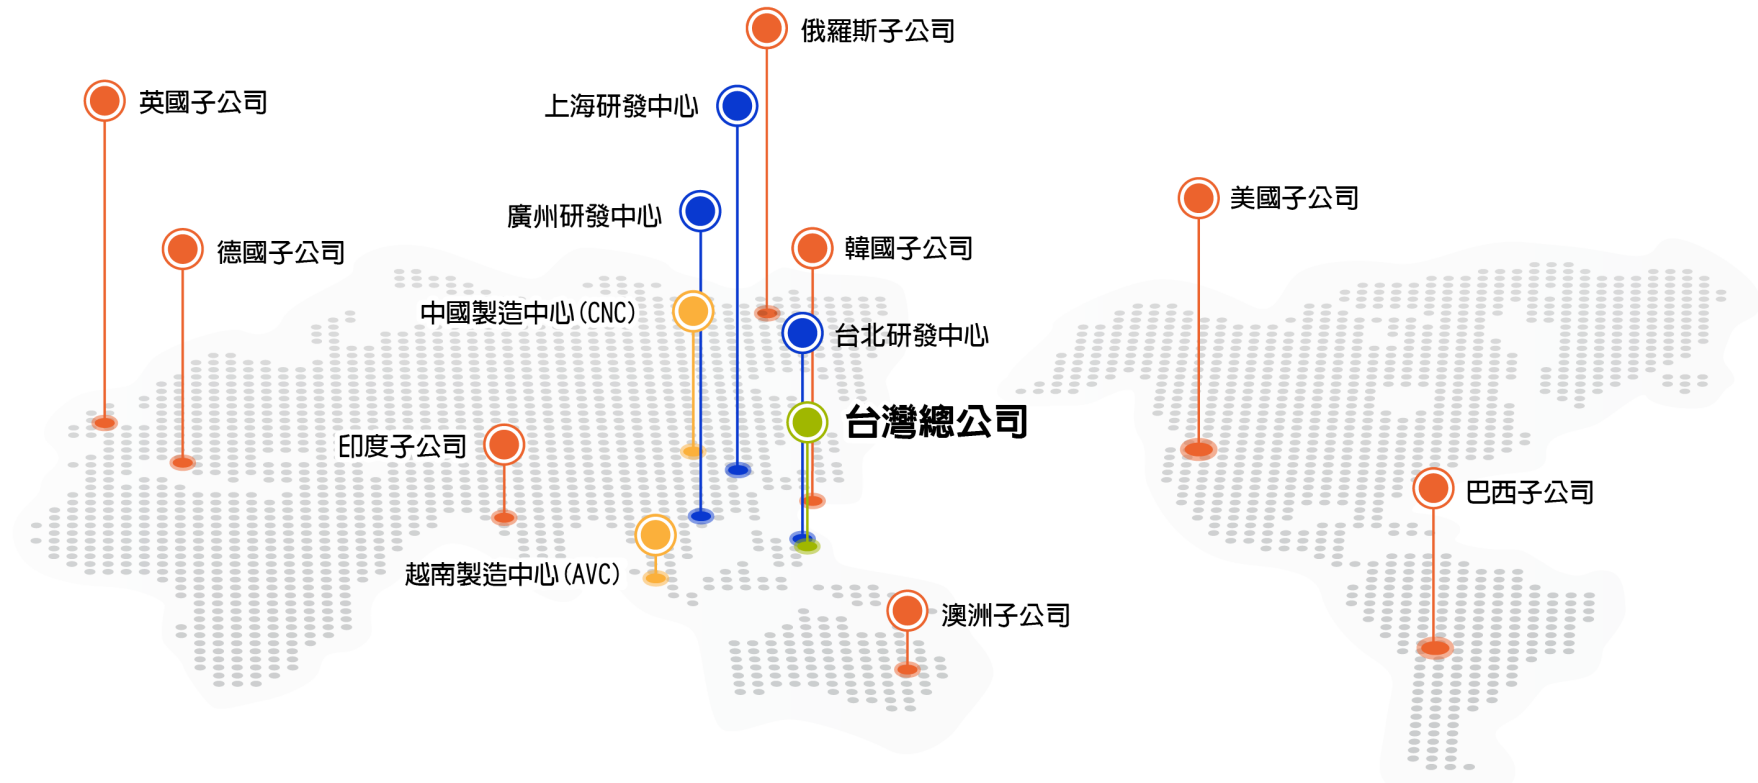 俄羅斯子公司
英國子公司
上海研發中心
美國子公司
廣州研發中心
德國子公司
韓國子公司
中國製造中心(CNC)
台北研發中心
台灣總公司
印度子公司
巴西子公司
越南製造中心(AVC)
澳洲子公司